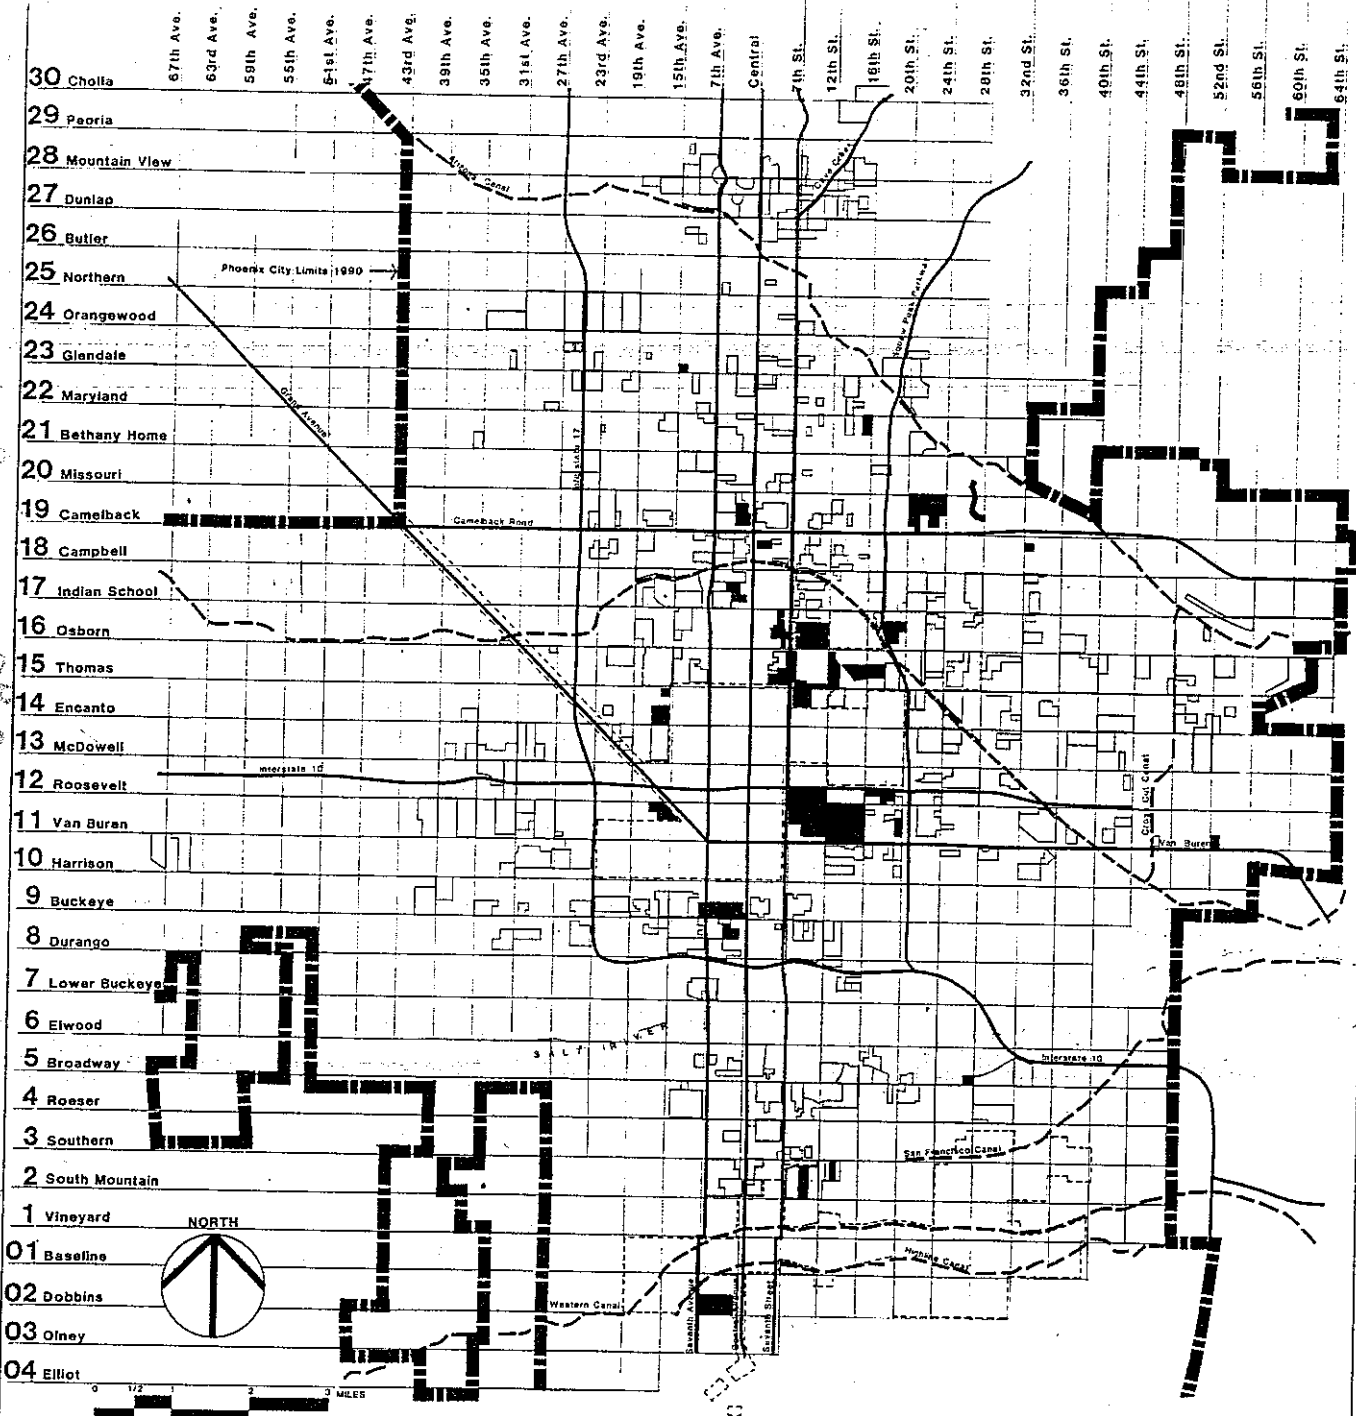 67th Ave.
63rd Ave.
59th Ave.
55th Ave.
51st Ave.
47th Ave.
43rd Ave.
39th Ave.
35th Ave.
31st Ave.
27th Ave.
23rd Ave.
19th Ave.
15th Ave.
7th Ave.
Central
7th St.
12th St.
16th St.
20th St.
24th St.
28th St.
32nd St.
36th St.
40th St.
44th St.
48th St.
52nd St.
56th St.
60th St.
64th St.
30 Cholla
29 Peoria
28 Mountain View
Arizona Canal
Cave Creek
27 Dunlap
26 Butler
Phoenix City Limits 1990
25 Northern
24 Orangewood
Squaw Peak Parkway
23 Glendale
22 Maryland
Grand Avenue
21 Bethany Home
Interstate 17
20 Missouri
19 Camelback
Camelback Road
18 Campbell
17 Indian School
16 Osborn
15 Thomas
14 Encanto
13 McDowell
Interstate 10
12 Roosevelt
Cross Cut Canal
11 Van Buren
Van Buren
10 Harrison
9 Buckeye
8 Durango
7 Lower Buckeye
6 Elwood
SALT RIVER
5 Broadway
Interstate 10
4 Roeser
3 Southern
San Francisco Canal
2 South Mountain
1 Vineyard
NORTH
01 Baseline
Highline Canal
02 Dobbins
Western Canal
Seventh Avenue
Seventh Street
03 Olney
04 Elliot
0 1/2 1 2 3 MILES